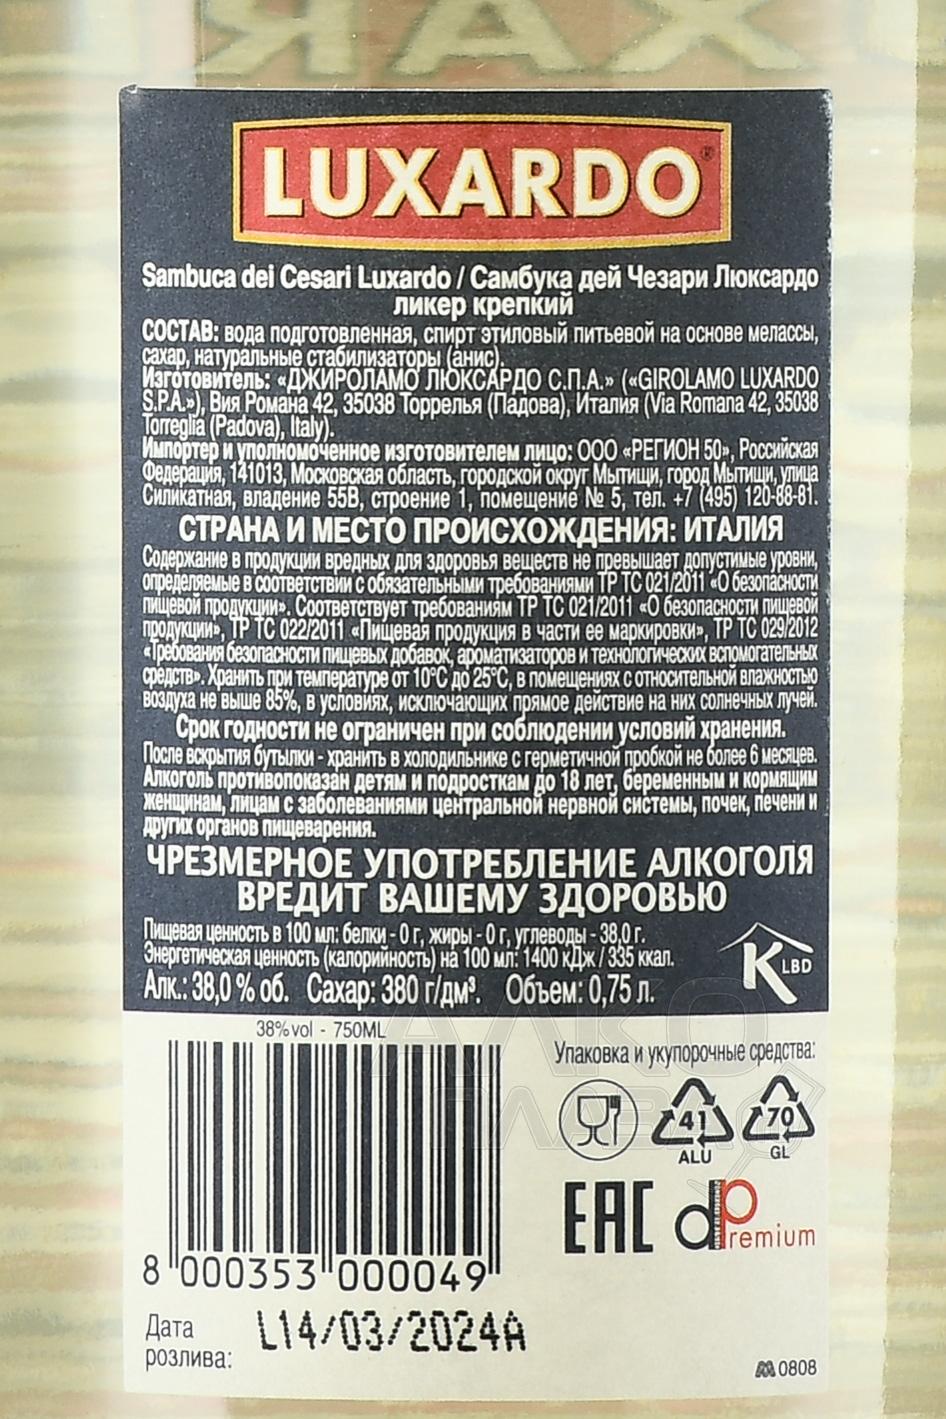 LUXARDO®
Sambuca dei Cesari Luxardo / Самбука дей Чезари Люксардо
ликер крепкий
СОСТАВ: вода подготовленная, спирт этиловый питьевой на основе мелассы,
сахар, натуральные стабилизаторы (анис).
Изготовитель: «ДЖИРОЛАМО ЛЮКСАРДО С.П.А.» («GIROLAMO LUXARDO
S.P.A.»), Вия Романа 42, 35038 Торрелья (Падова), Италия (Via Romana 42, 35038
Torreglia (Padova), Italy).
Импортер и уполномоченное изготовителем лицо: ООО «РЕГИОН 50», Российская
Федерация, 141013, Московская область, городской округ Мытищи, город Мытищи, улица
Силикатная, владение 55В, строение 1, помещение № 5, тел. +7 (495) 120-88-81.
СТРАНА И МЕСТО ПРОИСХОЖДЕНИЯ: ИТАЛИЯ
Содержание в продукции вредных для здоровья веществ не превышает допустимые уровни,
определяемые в соответствии с обязательными требованиями ТР ТС 021/2011 «О безопасности
пищевой продукции». Соответствует требованиям ТР ТС 021/2011 «О безопасности пищевой
продукции», ТР ТС 022/2011 «Пищевая продукция в части ее маркировки», ТР ТС 029/2012
«Требования безопасности пищевых добавок, ароматизаторов и технологических вспомогательных
средств». Хранить при температуре от 10°С до 25°С, в помещениях с относительной влажностью
воздуха не выше 85%, в условиях, исключающих прямое действие на них солнечных лучей.
Срок годности не ограничен при соблюдении условий хранения.
После вскрытия бутылки - хранить в холодильнике с герметичной пробкой не более 6 месяцев.
Алкоголь противопоказан детям и подросткам до 18 лет, беременным и кормящим
женщинам, лицам с заболеваниями центральной нервной системы, почек, печени и
других органов пищеварения.
ЧРЕЗМЕРНОЕ УПОТРЕБЛЕНИЕ АЛКОГОЛЯ
ВРЕДИТ ВАШЕМУ ЗДОРОВЬЮ
Пищевая ценность в 100 мл: белки - 0 г, жиры - 0 г, углеводы - 38,0 г.
Энергетическая ценность (калорийность) на 100 мл: 1400 кДж / 335 ккал.
Алк.: 38,0 % об. Сахар: 380 г/дм³. Объем: 0,75 л.
K LBD
38% vol - 750ML
Упаковка и укупорочные средства:
41 70
ALU GL
EAC dp Premium
8 000353 000049
Дата
розлива:
L14/03/2024A
0808
АЛКО